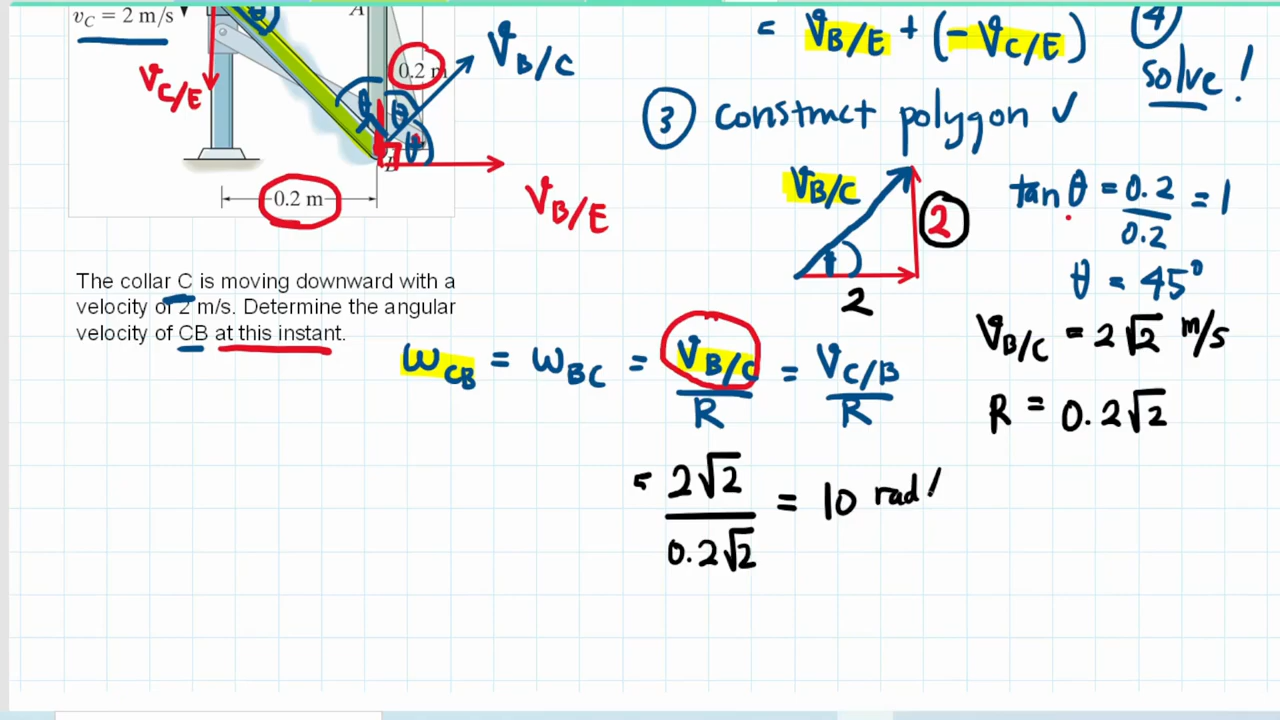 v_C = 2 m/s
θ
A
0.2 m
V_B/C
V_C/E
θ
θ
θ
B
0.2 m
V_B/E
The collar C is moving downward with a
velocity of 2 m/s. Determine the angular
velocity of CB at this instant.
= V_B/E + (- V_C/E)
④
solve!
③ construct polygon ✓
V_B/C
2
θ
2
tan θ = 0.2/0.2 = 1
θ = 45°
V_B/C = 2√2 m/s
R = 0.2√2
ω_CB = ω_BC = V_B/C / R = V_C/B / R
= 2√2 / 0.2√2 = 10 rad/